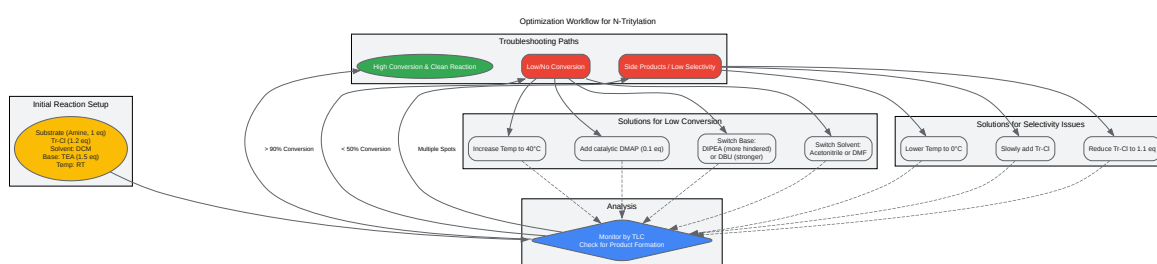 Optimization Workflow for N-Tritylation
Troubleshooting Paths
High Conversion & Clean Reaction
Low/No Conversion
Side Products / Low Selectivity
Initial Reaction Setup
Substrate (Amine, 1 eq)
Tr-Cl (1.2 eq)
Solvent: DCM
Base: TEA (1.5 eq)
Temp: RT
> 90% Conversion
< 50% Conversion
Multiple Spots
Solutions for Low Conversion
Increase Temp to 40°C
Add catalytic DMAP (0.1 eq)
Switch Base:
DIPEA (more hindered)
or DBU (stronger)
Switch Solvent:
Acetonitrile or DMF
Solutions for Selectivity Issues
Lower Temp to 0°C
Slowly add Tr-Cl
Reduce Tr-Cl to 1.1 eq
Analysis
Monitor by TLC
Check for Product Formation